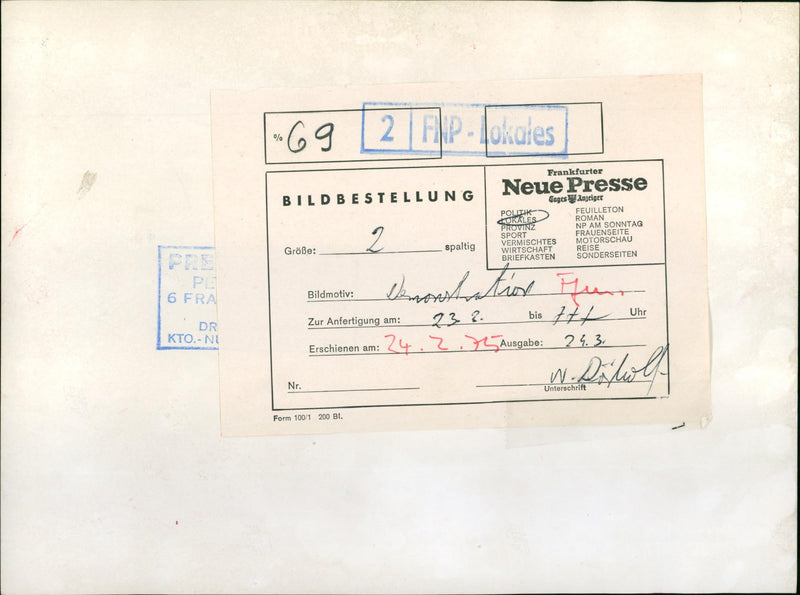 % 69
2 FNP - Lokales
BILDBESTELLUNG
Frankfurter
Neue Presse
Tages Anzeiger
POLITIK
LOKALES
PROVINZ
SPORT
VERMISCHTES
WIRTSCHAFT
BRIEFKASTEN
FEUILLETON
ROMAN
NP AM SONNTAG
FRAUENSEITE
MOTORSCHAU
REISE
SONDERSEITEN
Größe: 2 spaltig
Bildmotiv: Demonstration
Zur Anfertigung am: 23.2. bis Uhr
Erschienen am: 24.2.75 Ausgabe: 24.
Nr.
Unterschrift
Form 100/1 200 Bl.
PRE
PE
6 FRA
DR
KTO.-NU